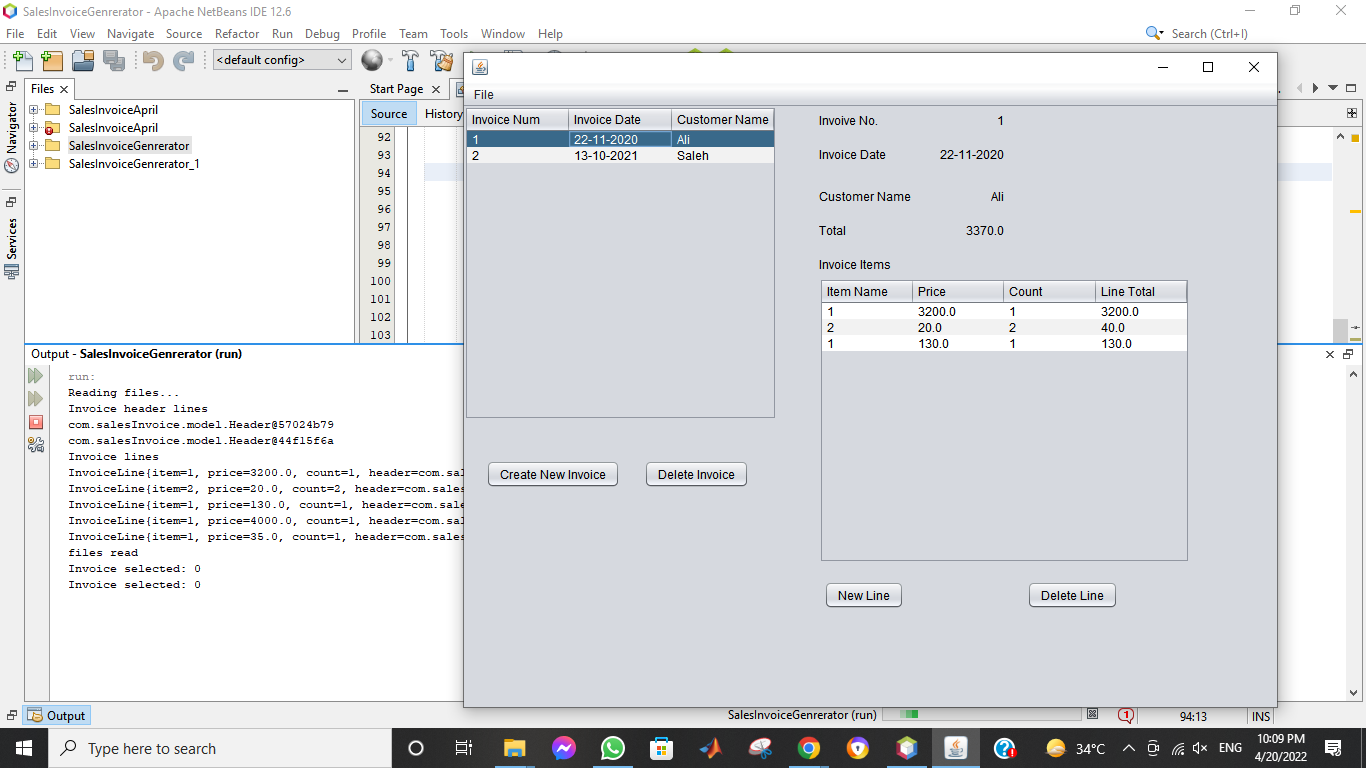 SalesInvoiceGenrerator - Apache NetBeans IDE 12.6
File Edit View Navigate Source Refactor Run Debug Profile Team Tools Window Help
Search (Ctrl+I)
<default config>
Files
Navigator
Services
SalesInvoiceApril
SalesInvoiceApril
SalesInvoiceGenrerator
SalesInvoiceGenrerator_1
Start Page
Source History
92
93
94
95
96
97
98
99
100
101
102
103
Output - SalesInvoiceGenrerator (run)
run:
Reading files...
Invoice header lines
com.salesInvoice.model.Header@57024b79
com.salesInvoice.model.Header@44f15f6a
Invoice lines
InvoiceLine{item=1, price=3200.0, count=1, header=com.sal
InvoiceLine{item=2, price=20.0, count=2, header=com.sales
InvoiceLine{item=1, price=130.0, count=1, header=com.sale
InvoiceLine{item=1, price=4000.0, count=1, header=com.sal
InvoiceLine{item=1, price=35.0, count=1, header=com.sales
files read
Invoice selected: 0
Invoice selected: 0
File
Invoice Num Invoice Date Customer Name
1 22-11-2020 Ali
2 13-10-2021 Saleh
Create New Invoice Delete Invoice
Invoive No. 1
Invoice Date 22-11-2020
Customer Name Ali
Total 3370.0
Invoice Items
Item Name Price Count Line Total
1 3200.0 1 3200.0
2 20.0 2 40.0
1 130.0 1 130.0
New Line Delete Line
Output
SalesInvoiceGenrerator (run)
1
94:13
INS
Type here to search
34°C
ENG
10:09 PM
4/20/2022